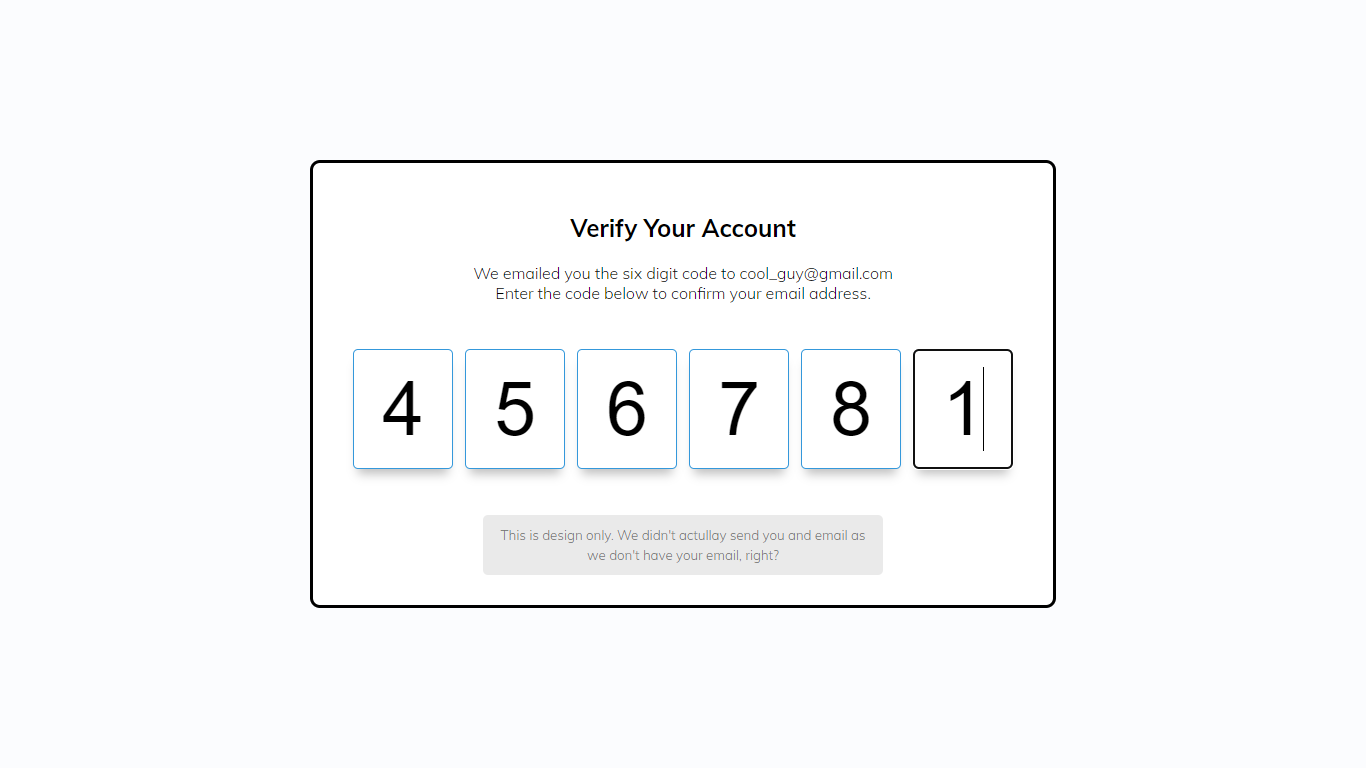 Verify Your Account
We emailed you the six digit code to cool_guy@gmail.com
Enter the code below to confirm your email address.
4 5 6 7 8 1
This is design only. We didn't actullay send you and email as
we don't have your email, right?